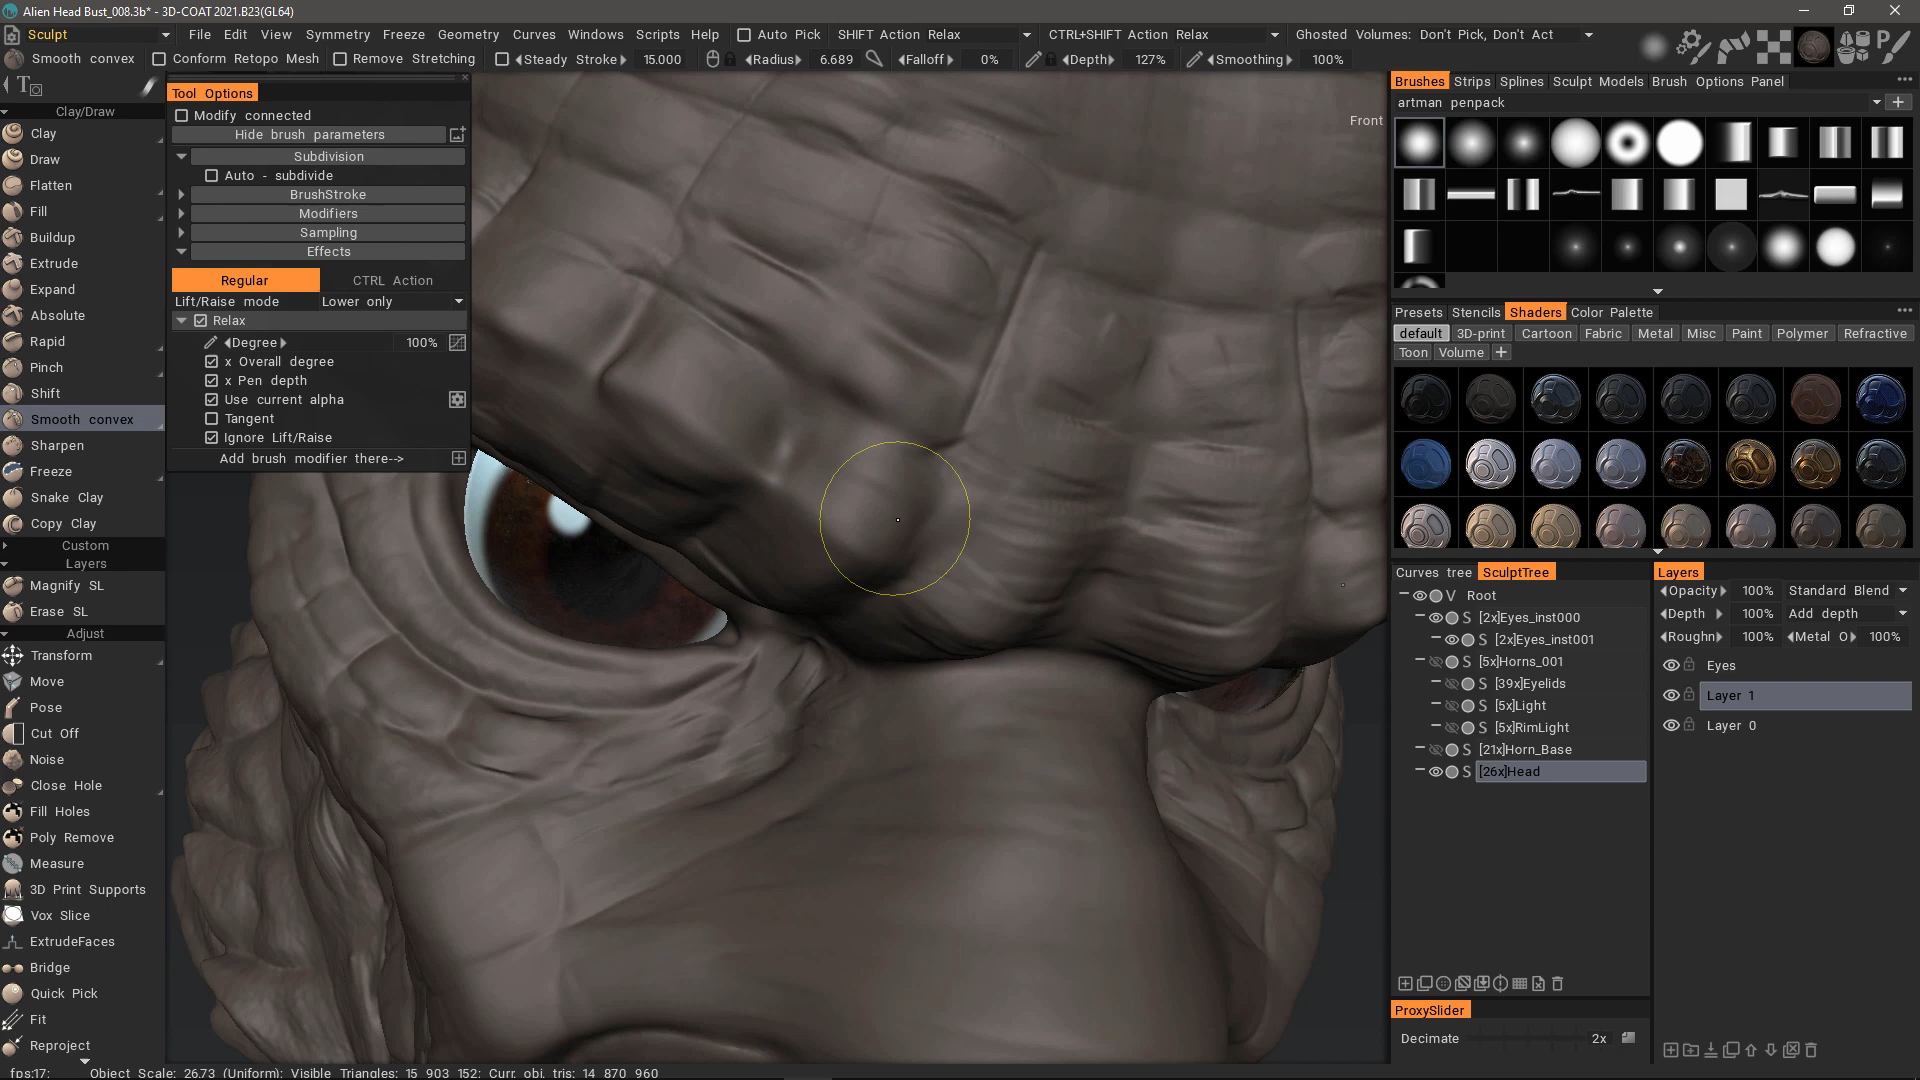 Alien Head Bust_008.3b* - 3D-COAT 2021.B23(GL64)
Sculpt
File Edit View Symmetry Freeze Geometry Curves Windows Scripts Help Auto Pick SHIFT Action Relax CTRL+SHIFT Action Relax Ghosted Volumes: Don't Pick, Don't Act
Smooth convex Conform Retopo Mesh Remove Stretching Steady Stroke 15.000 Radius 6.689 Falloff 0% Depth 127% Smoothing 100%
Clay/Draw
Clay
Draw
Flatten
Fill
Buildup
Extrude
Expand
Absolute
Rapid
Pinch
Shift
Smooth convex
Sharpen
Freeze
Snake Clay
Copy Clay
Custom
Layers
Magnify SL
Erase SL
Adjust
Transform
Move
Pose
Cut Off
Noise
Close Hole
Fill Holes
Poly Remove
Measure
3D Print Supports
Vox Slice
ExtrudeFaces
Bridge
Quick Pick
Fit
Reproject
Tool Options
Modify connected
Hide brush parameters
Subdivision
Auto - subdivide
BrushStroke
Modifiers
Sampling
Effects
Regular CTRL Action
Lift/Raise mode Lower only
Relax
Degree 100%
x Overall degree
x Pen depth
Use current alpha
Tangent
Ignore Lift/Raise
Add brush modifier there-->
Front
Brushes Strips Splines Sculpt Models Brush Options Panel
artman penpack
Presets Stencils Shaders Color Palette
default 3D-print Cartoon Fabric Metal Misc Paint Polymer Refractive
Toon Volume
Curves tree SculptTree
V Root
S [2x]Eyes_inst000
S [2x]Eyes_inst001
S [5x]Horns_001
S [39x]Eyelids
S [5x]Light
S [5x]RimLight
S [21x]Horn_Base
S [26x]Head
ProxySlider
Decimate 2x
Layers
Opacity 100% Standard Blend
Depth 100% Add depth
Roughn 100% Metal O 100%
Eyes
Layer 1
Layer 0
fps:17; Object Scale: 26.73 (Uniform); Visible Triangles: 15 903 152; Curr. obj. tris: 14 870 960